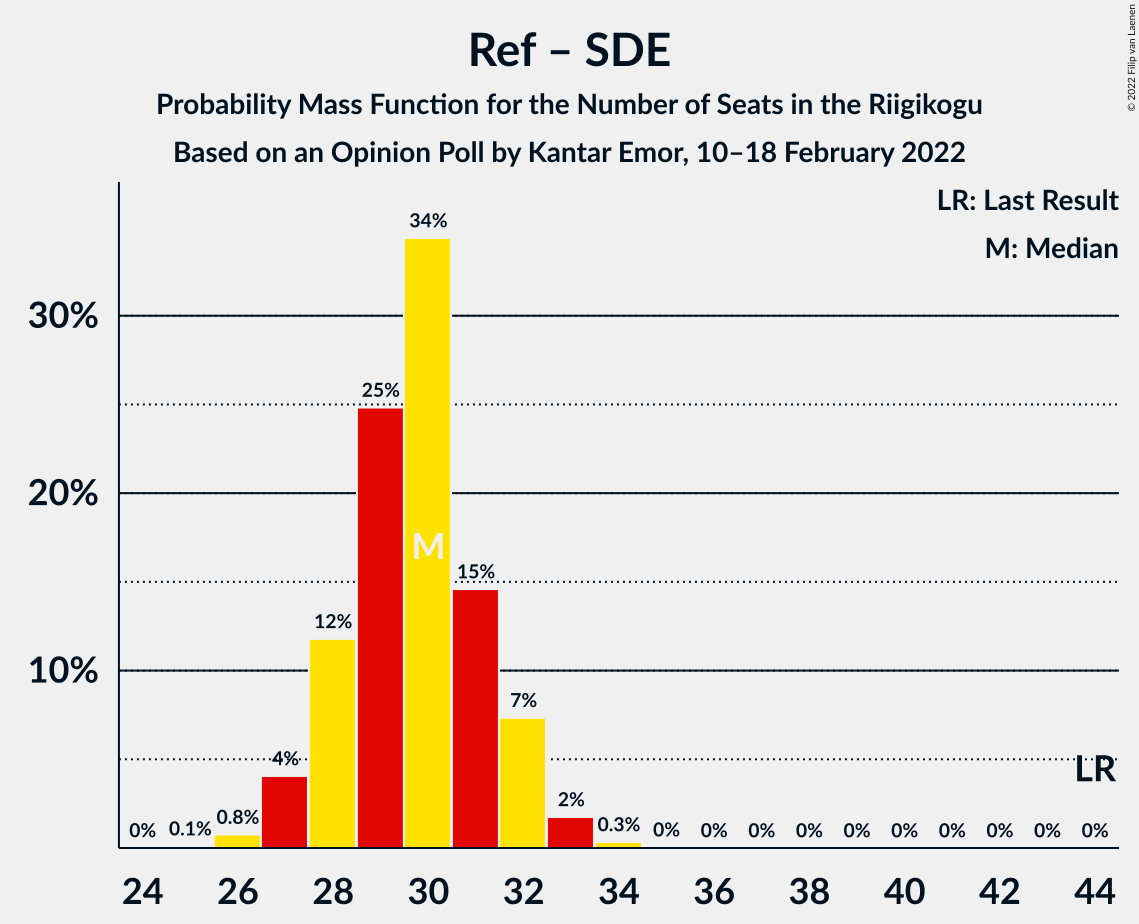 Ref – SDE
Probability Mass Function for the Number of Seats in the Riigikogu
Based on an Opinion Poll by Kantar Emor, 10–18 February 2022
© 2022 Filip van Laenen
LR: Last Result
M: Median
34%
30%
25%
20%
M
15%
12%
10%
7%
4%
LR
2%
0% 0.1% 0.8% 0.3% 0% 0% 0% 0% 0% 0% 0% 0% 0% 0%
24 26 28 30 32 34 36 38 40 42 44